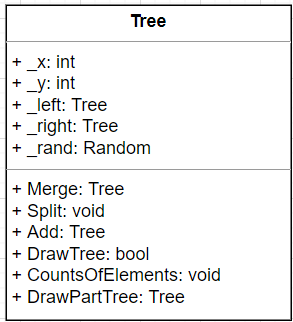 Tree
+ _x: int
+ _y: int
+ _left: Tree
+ _right: Tree
+ _rand: Random
+ Merge: Tree
+ Split: void
+ Add: Tree
+ DrawTree: bool
+ CountsOfElements: void
+ DrawPartTree: Tree